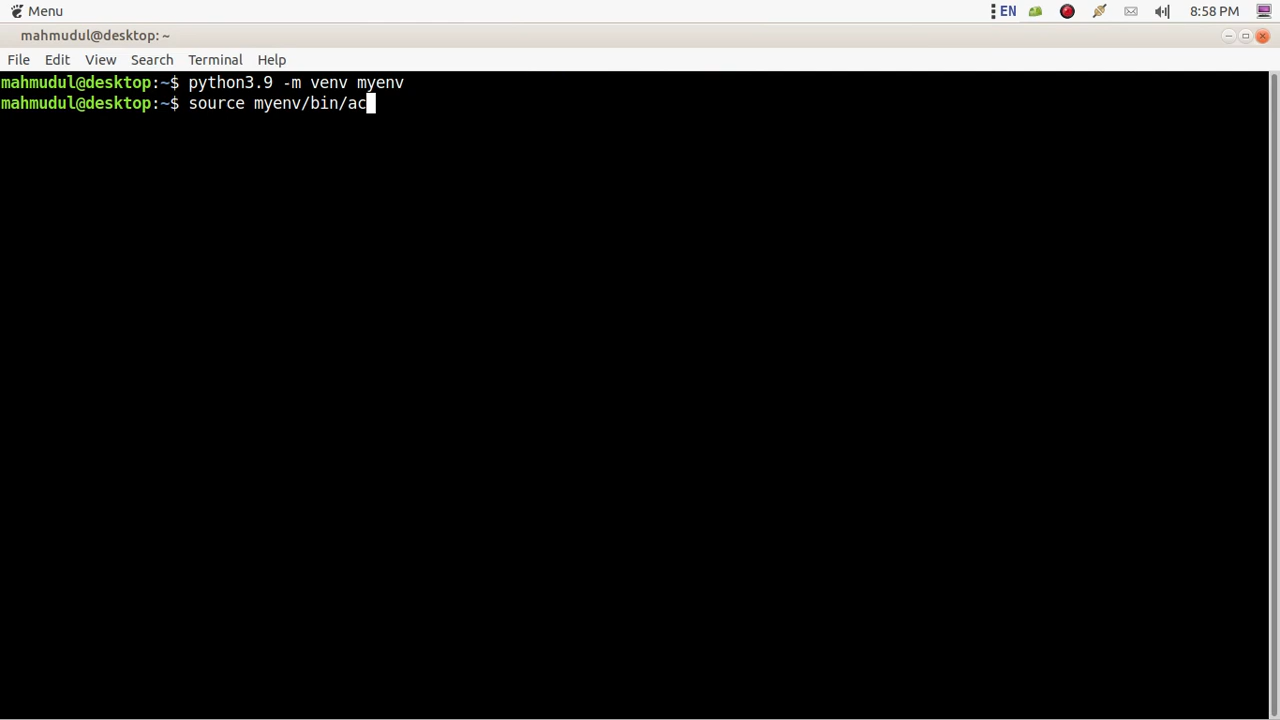 Menu EN 8:58 PM
mahmudul@desktop: ~
File Edit View Search Terminal Help
mahmudul@desktop:~$ python3.9 -m venv myenv
mahmudul@desktop:~$ source myenv/bin/ac